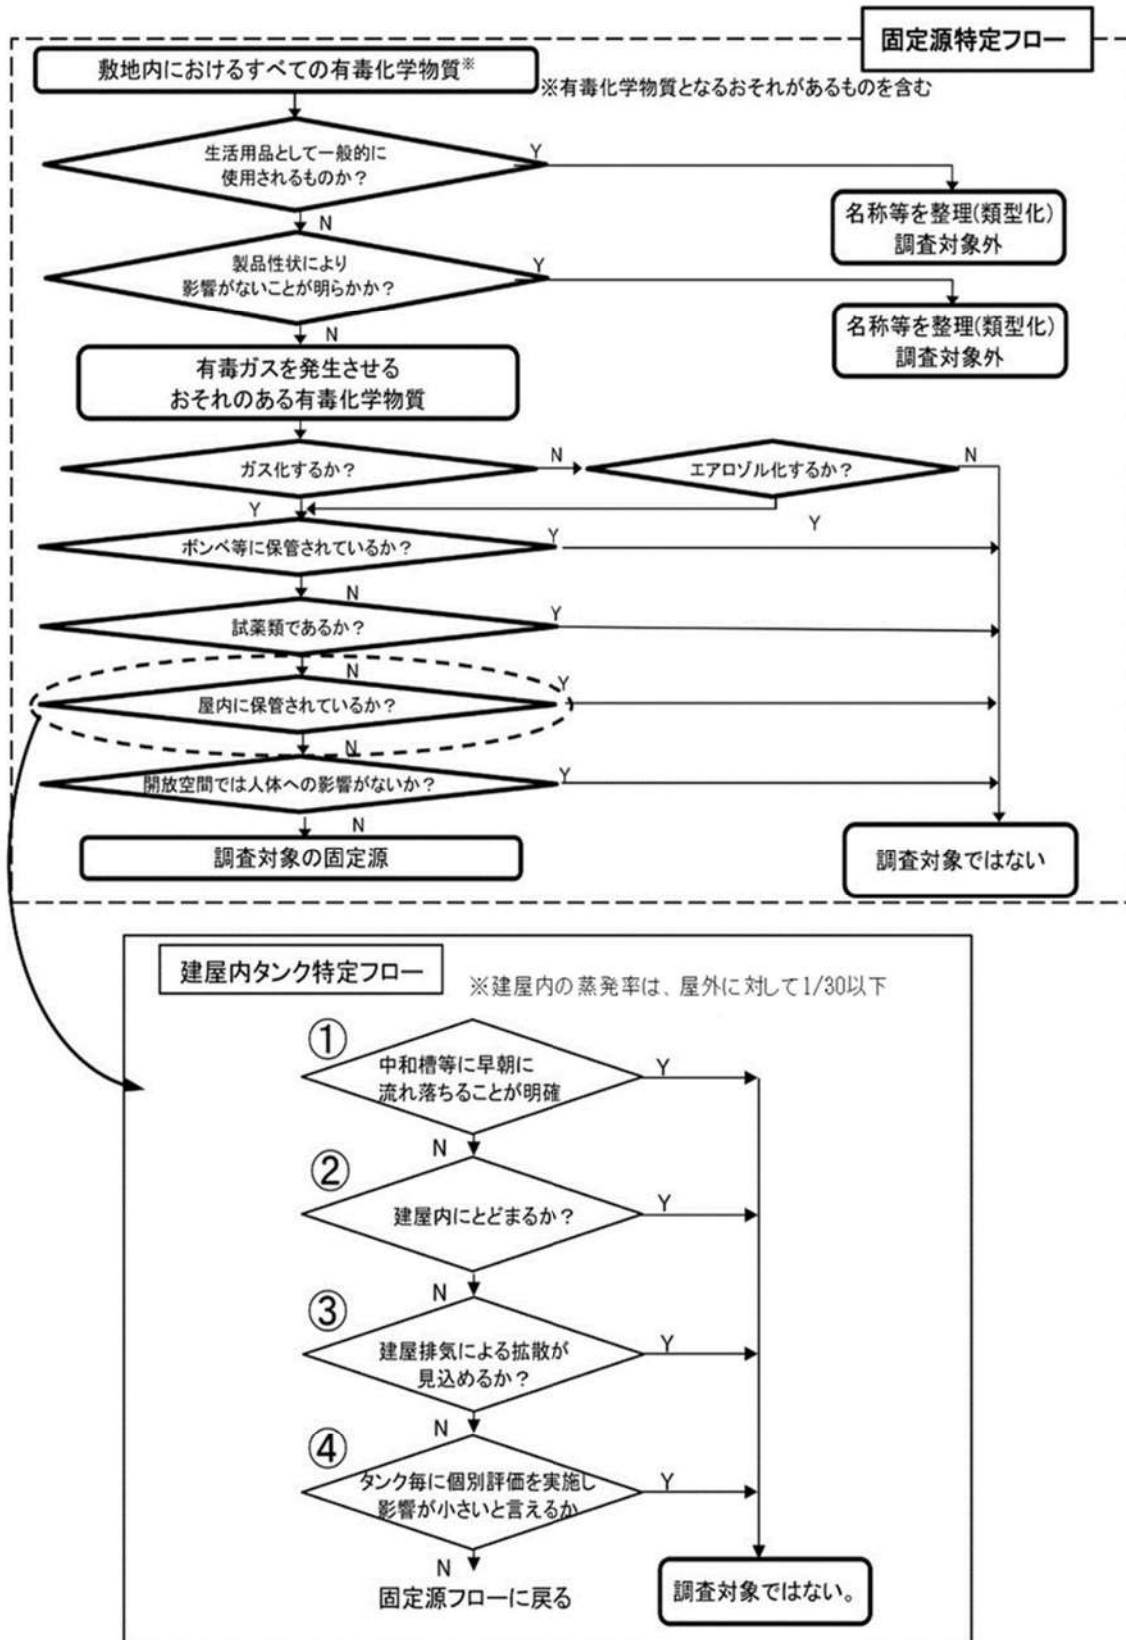 固定源特定フロー
敷地内におけるすべての有毒化学物質※
※有毒化学物質となるおそれがあるものを含む
生活用品として一般的に
使用されるものか？
Y
名称等を整理(類型化)
調査対象外
N
製品性状により
影響がないことが明らかか？
Y
名称等を整理(類型化)
調査対象外
N
有毒ガスを発生させる
おそれのある有毒化学物質
ガス化するか？
N
エアロゾル化するか？
N
Y
Y
ボンベ等に保管されているか？
Y
N
試薬類であるか？
Y
N
屋内に保管されているか？
Y
N
開放空間では人体への影響がないか？
Y
N
調査対象の固定源
調査対象ではない
建屋内タンク特定フロー
※建屋内の蒸発率は、屋外に対して1/30以下
①
中和槽等に早朝に
流れ落ちることが明確
Y
N
②
建屋内にとどまるか？
Y
N
③
建屋排気による拡散が
見込めるか？
Y
N
④
タンク毎に個別評価を実施し
影響が小さいと言えるか
Y
N
固定源フローに戻る
調査対象ではない。